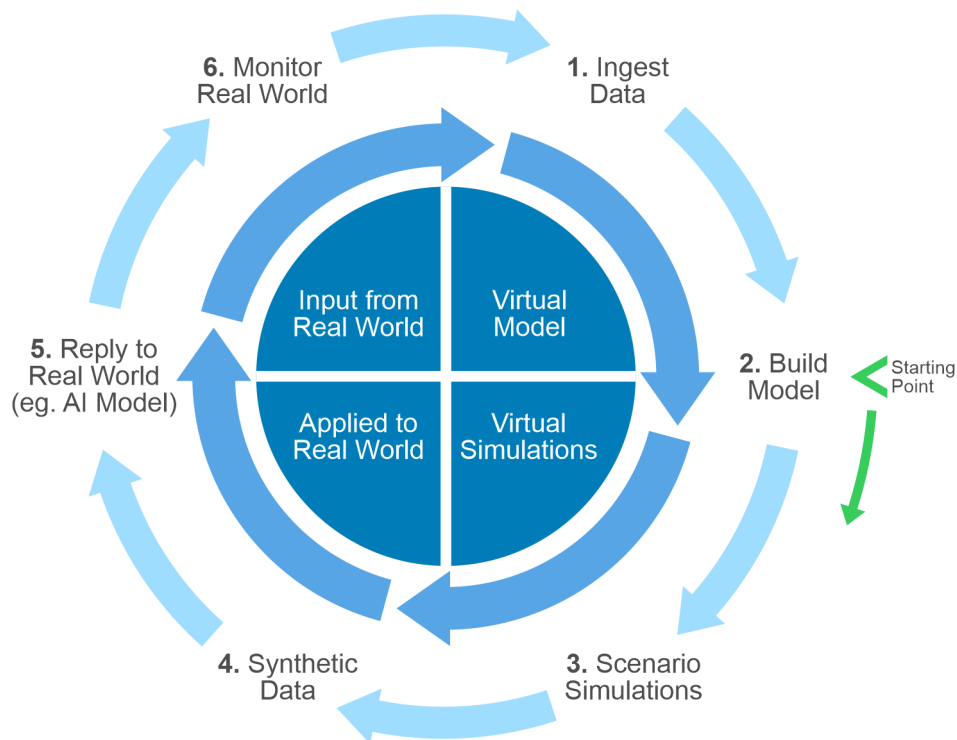 6. Monitor
Real World
1. Ingest
Data
Input from
Real World
Virtual
Model
5. Reply to
Real World
(eg. AI Model)
2. Build
Model
Starting
Point
Applied to
Real World
Virtual
Simulations
4. Synthetic
Data
3. Scenario
Simulations